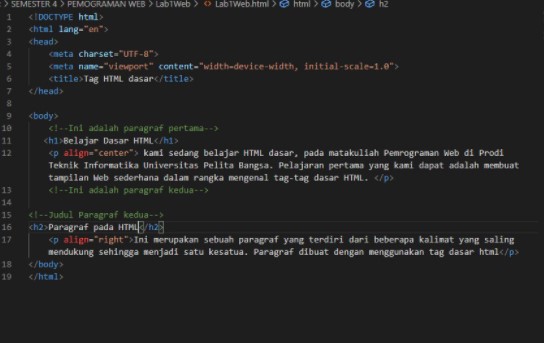 > SEMESTER 4 > PEMOGRAMAN WEB > Lab1Web > Lab1Web.html > html > body > h2
1 <!DOCTYPE html>
2 <html lang="en">
3 <head>
4 <meta charset="UTF-8">
5 <meta name="viewport" content="width=device-width, initial-scale=1.0">
6 <title>Tag HTML dasar</title>
7 </head>
8
9 <body>
10 <!--Ini adalah paragraf pertama-->
11 <h1>Belajar Dasar HTML</h1>
12 <p align="center"> kami sedang belajar HTML dasar, pada matakuliah Pemrograman Web di Prodi
Teknik Informatika Universitas Pelita Bangsa. Pelajaran pertama yang kami dapat adalah membuat
tampilan Web sederhana dalam rangka mengenal tag-tag dasar HTML. </p>
13 <!--Ini adalah paragraf kedua-->
14
15 <!--Judul Paragraf kedua-->
16 <h2>Paragraf pada HTML</h2>
17 <p align="right">Ini merupakan sebuah paragraf yang terdiri dari beberapa kalimat yang saling
mendukung sehingga menjadi satu kesatua. Paragraf dibuat dengan menggunakan tag dasar html</p>
18 </body>
19 </html>